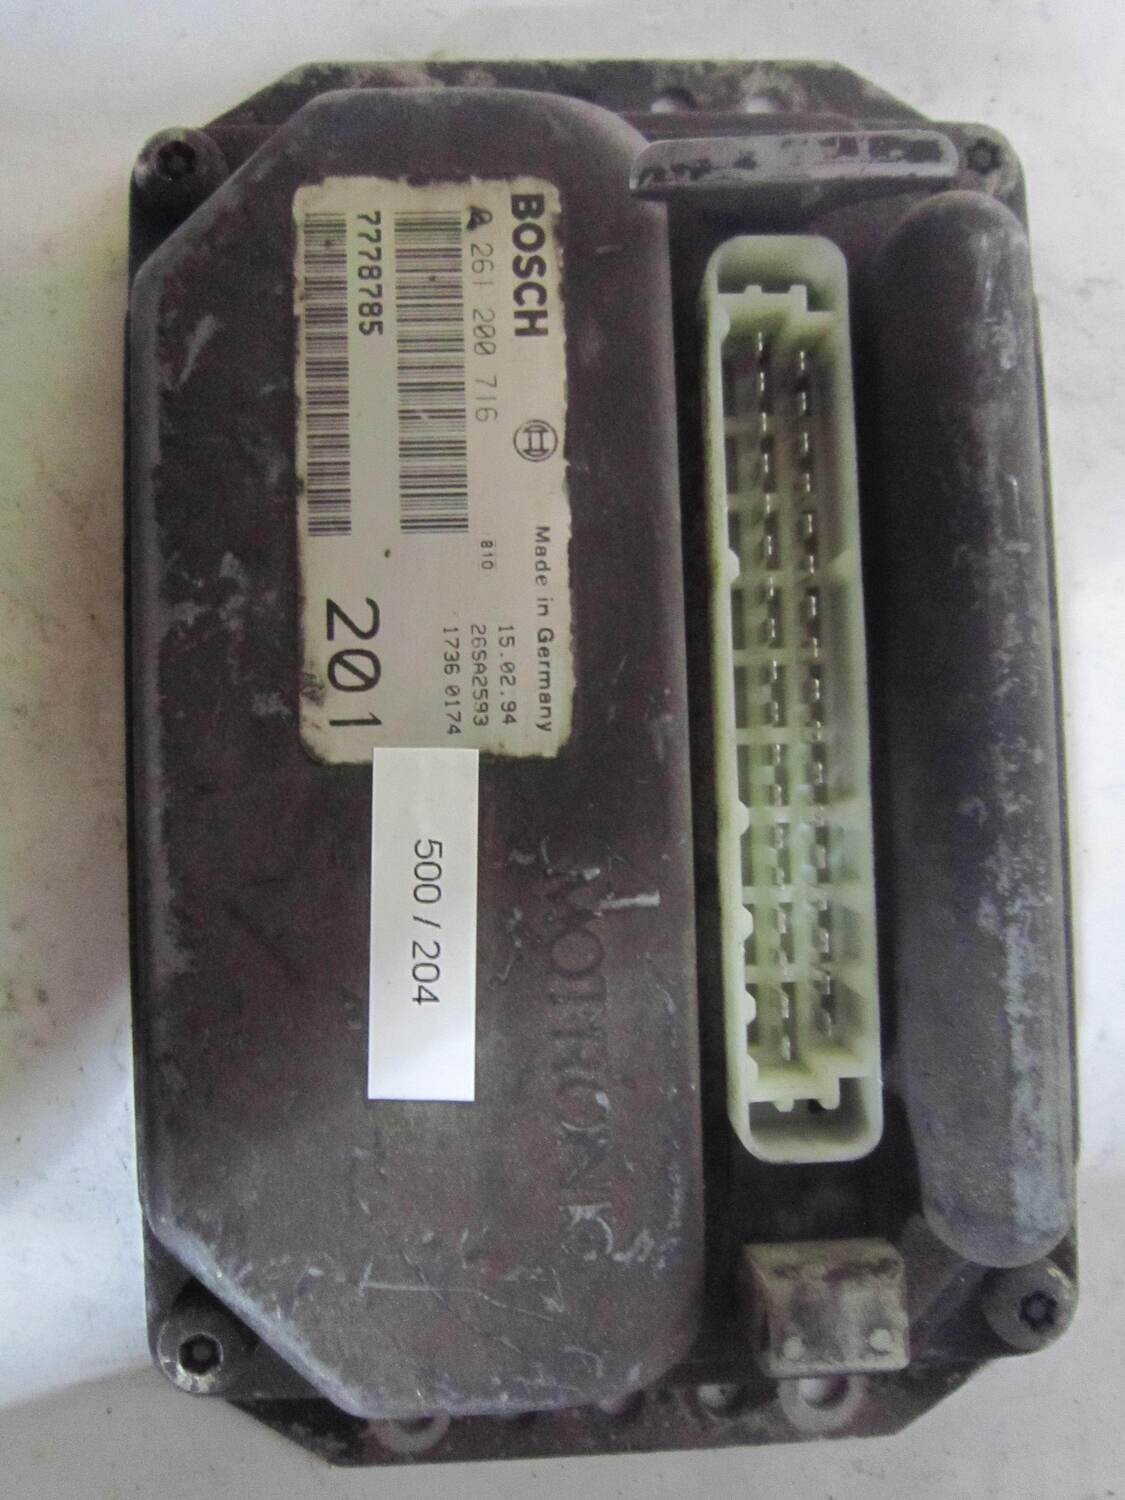 BOSCH
0 261 200 716
7778785
810
Made in Germany
15.02.94
26SA2593
1736 0174
201
500 / 204
MOTRONIC